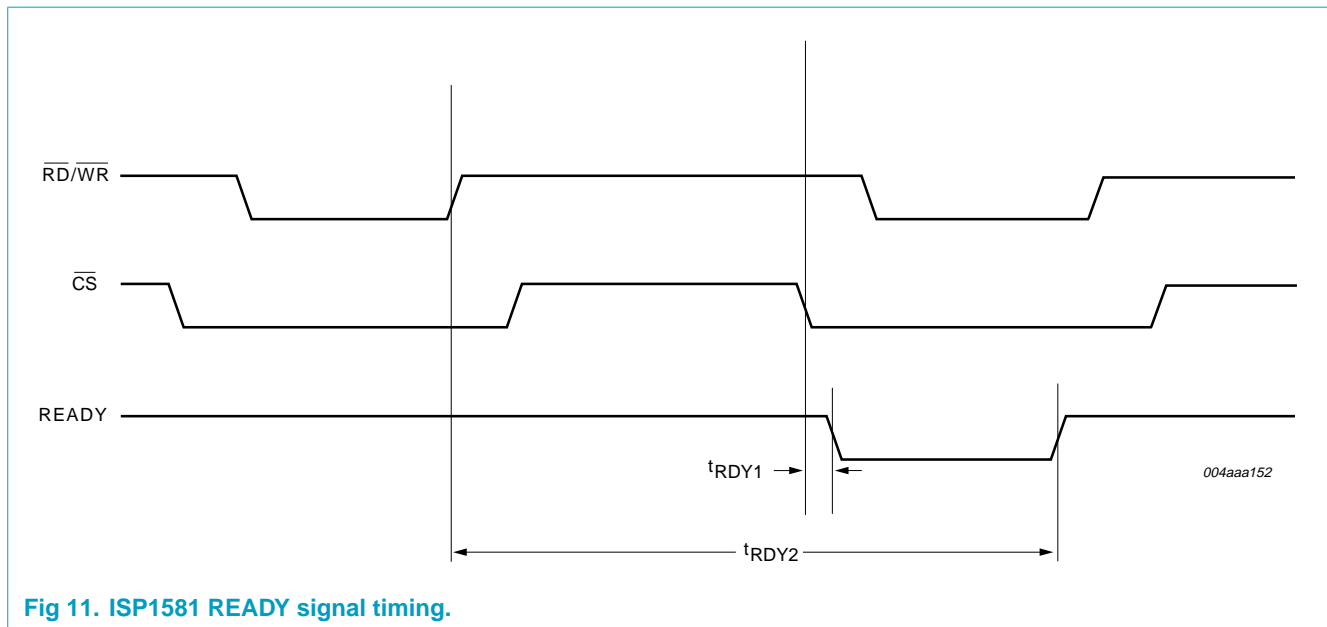 RD/WR
CS
READY
tRDY1
004aaa152
tRDY2
Fig 11. ISP1581 READY signal timing.